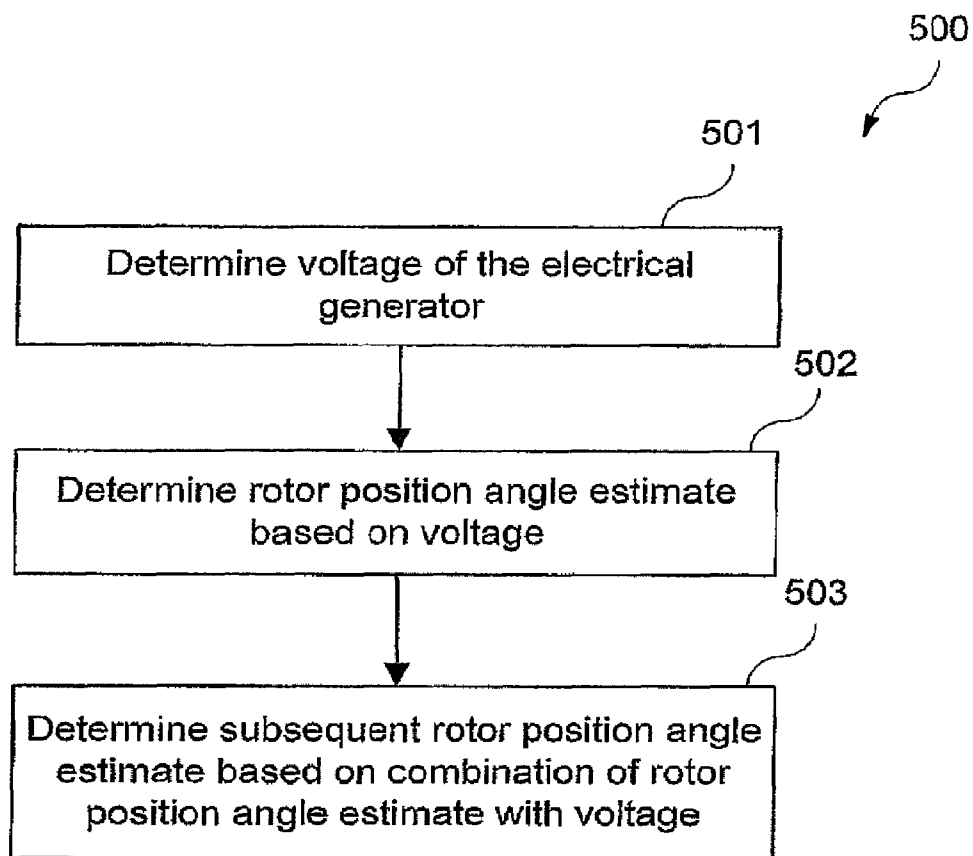 500
501
Determine voltage of the electrical
generator
502
Determine rotor position angle estimate
based on voltage
503
Determine subsequent rotor position angle
estimate based on combination of rotor
position angle estimate with voltage